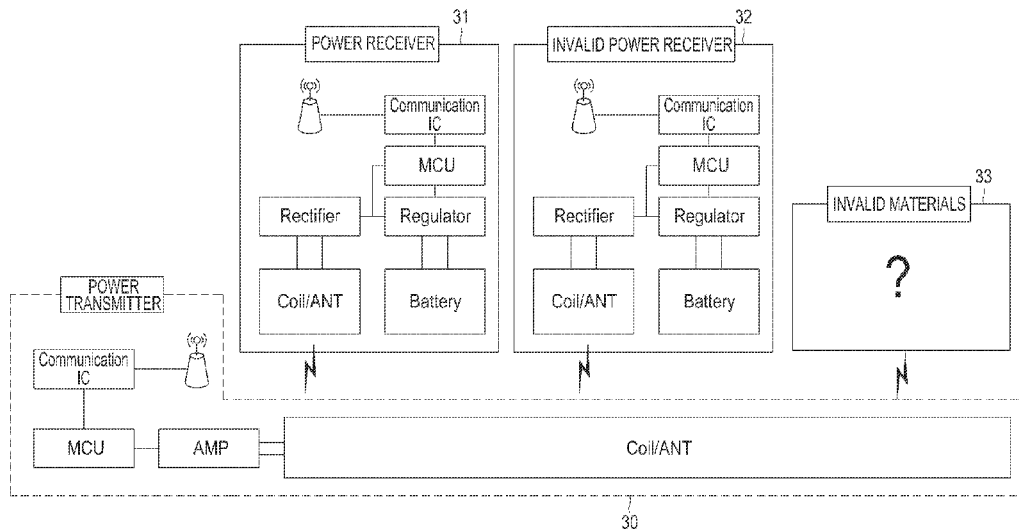 31
POWER RECEIVER
Communication
IC
MCU
Rectifier
Regulator
Coil/ANT
Battery
32
INVALID POWER RECEIVER
Communication
IC
MCU
Rectifier
Regulator
Coil/ANT
Battery
33
INVALID MATERIALS
?
POWER
TRANSMITTER
Communication
IC
MCU
AMP
Coil/ANT
30